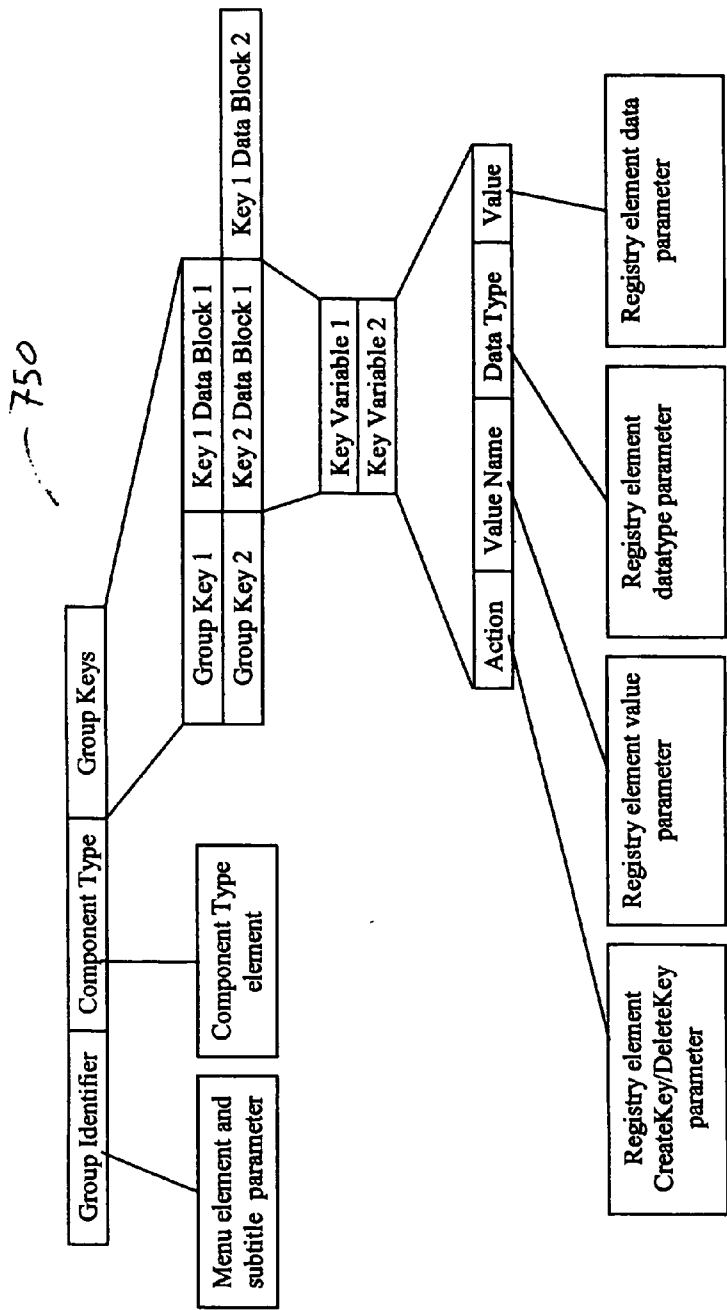 750
Group Identifier
Component Type
Group Keys
Menu element and
subtitle parameter
Component Type
element
Group Key 1
Key 1 Data Block 1
Group Key 2
Key 2 Data Block 1
Key 1 Data Block 2
Key Variable 1
Key Variable 2
Action
Value Name
Data Type
Value
Registry element
CreateKey/DeleteKey
parameter
Registry element value
parameter
Registry element
datatype parameter
Registry element data
parameter